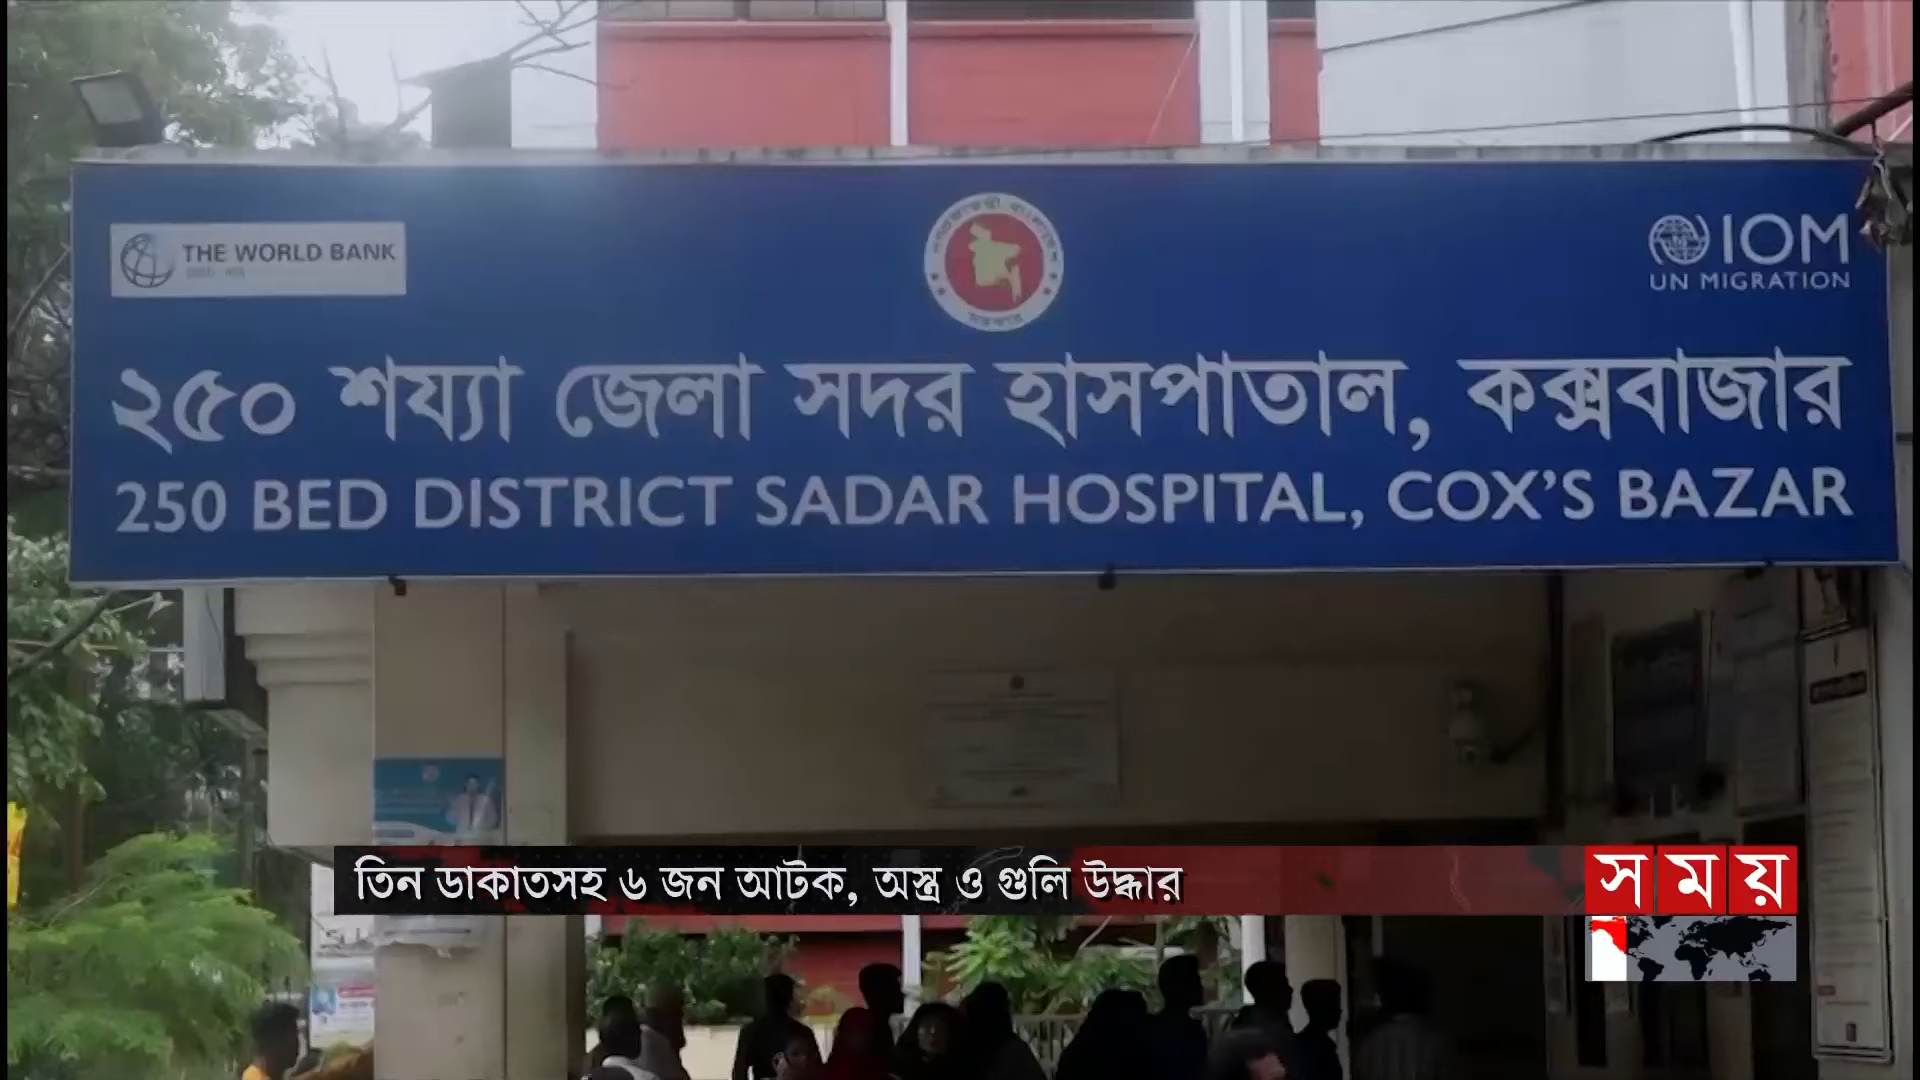 THE WORLD BANK
IOM
UN MIGRATION
২৫০ শয্যা জেলা সদর হাসপাতাল, কক্সবাজার
250 BED DISTRICT SADAR HOSPITAL, COX'S BAZAR
তিন ডাকাতসহ ৬ জন আটক, অস্ত্র ও গুলি উদ্ধার
সময়